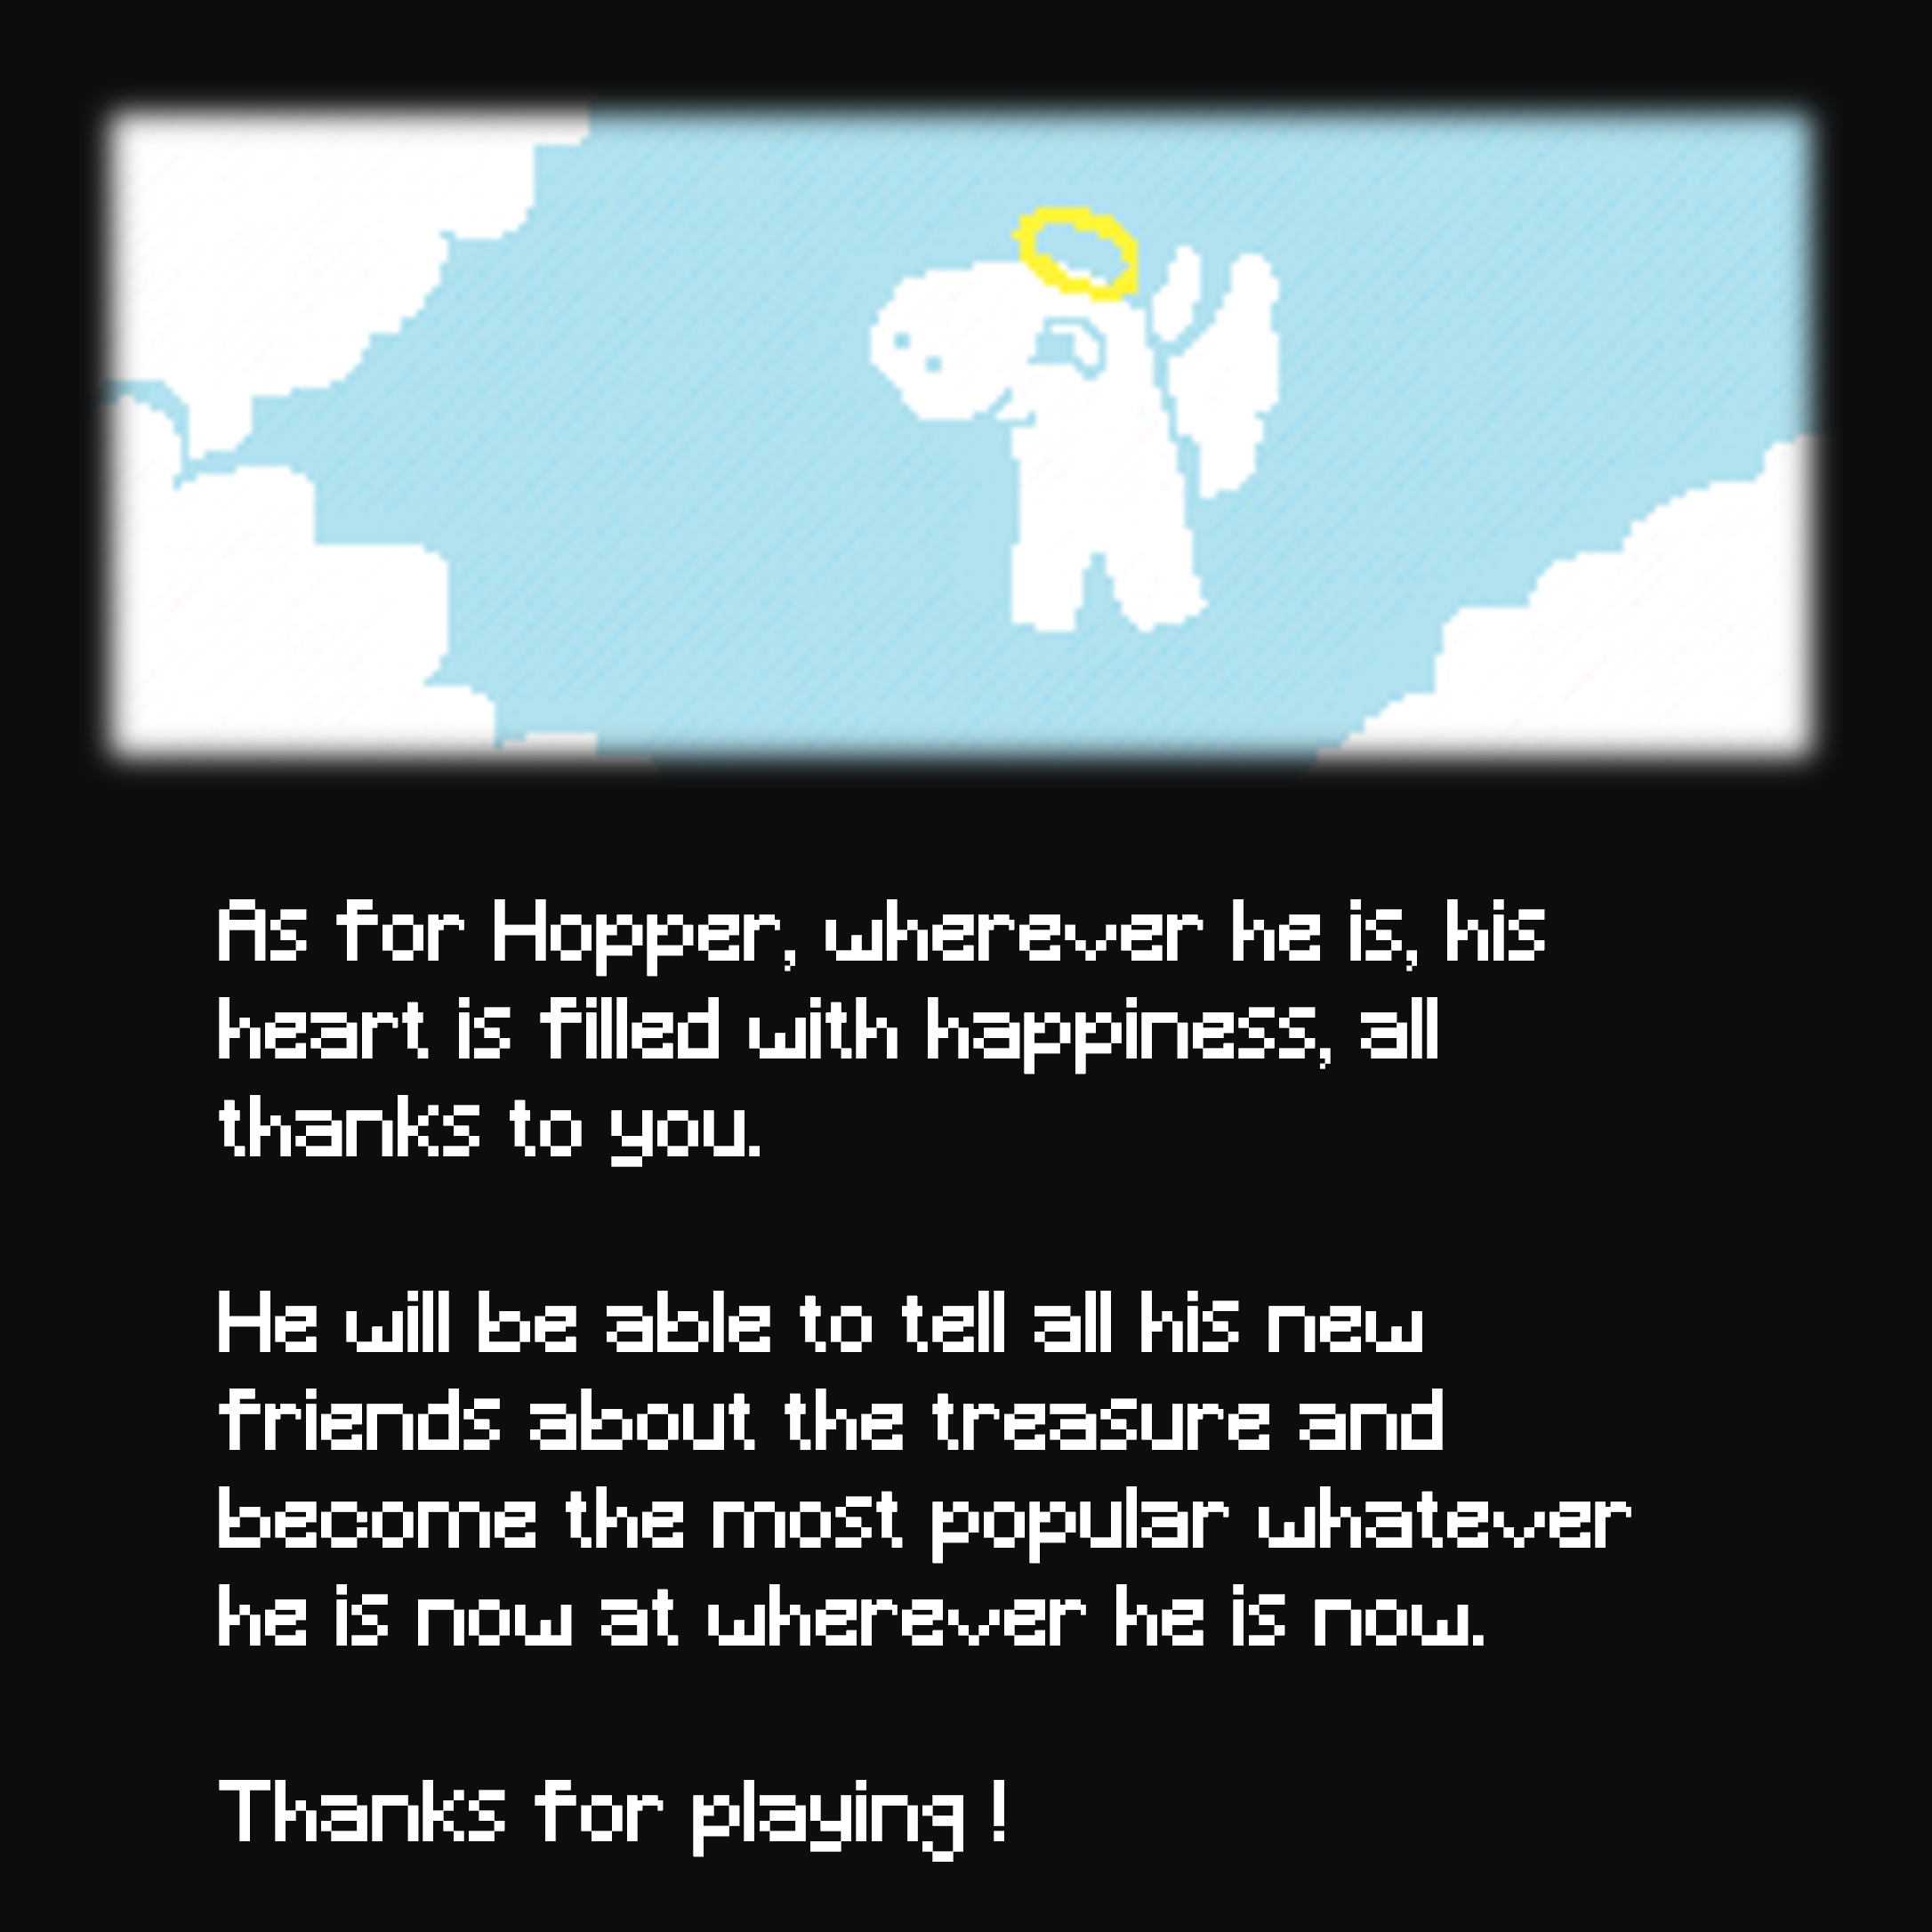 As for Hopper, wherever he is, his
heart is filled with happiness, all
thanks to you.
He will be able to tell all his new
friends about the treasure and
become the most popular whatever
he is now at wherever he is now.
Thanks for playing !